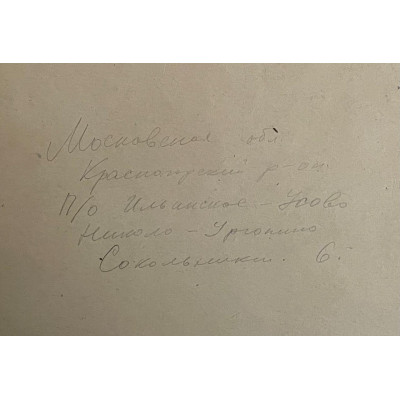 Московская обл
Красногорский р-он.
П/о Ильинское-Усово
Николо-Урюпино
Сокольники. 6.